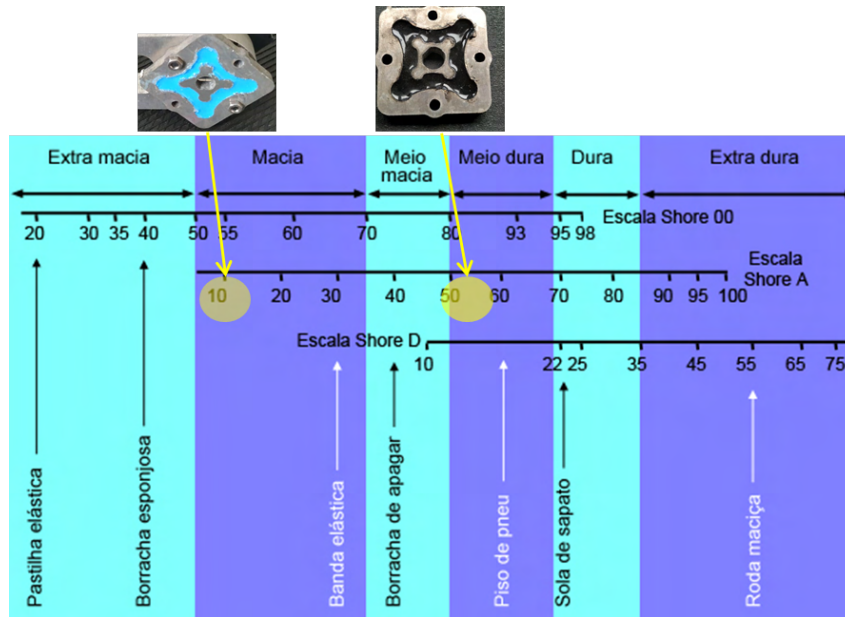 Extra macia
Macia
Meio
macia
Meio dura
Dura
Extra dura
20 30 35 40 50 55 60 70 80 93 95 98
Escala Shore 00
Escala
Shore A
10 20 30 40 50 60 70 80 90 95 100
Escala Shore D
10 22 25 35 45 55 65 75
Pastilha elástica
Borracha esponjosa
Banda elástica
Borracha de apagar
Piso de pneu
Sola de sapato
Roda maciça